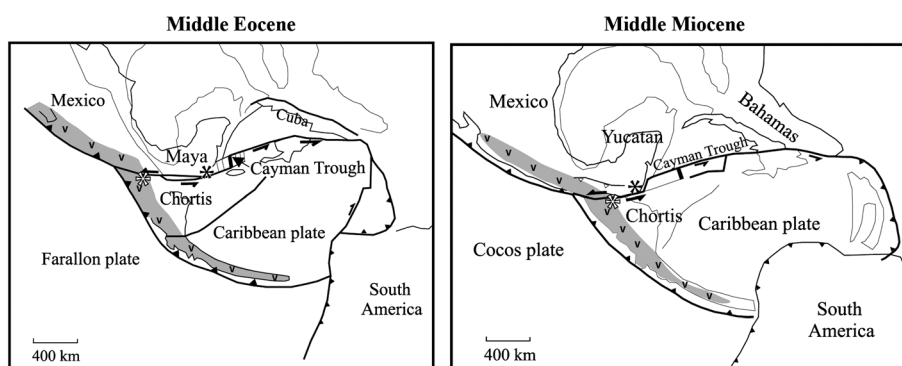 Middle Eocene
Mexico
Cuba
Maya
Cayman Trough
Chortis
Caribbean plate
Farallon plate
South
America
400 km
v
v
v
v
v
v
v
v
Middle Miocene
Mexico
Bahamas
Yucatan
Cayman Trough
Chortis
Caribbean plate
Cocos plate
South
America
400 km
v
v
v
v
v
v
v
v